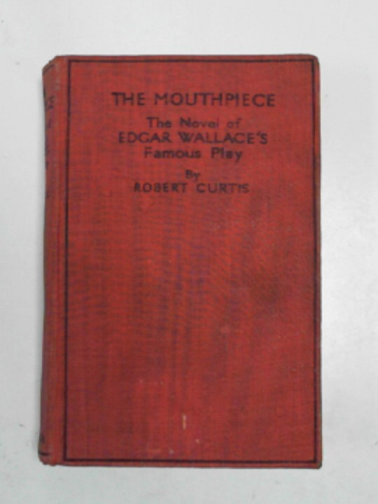 THE MOUTHPIECE
The Novel of
EDGAR WALLACE'S
Famous Play
By
ROBERT CURTIS